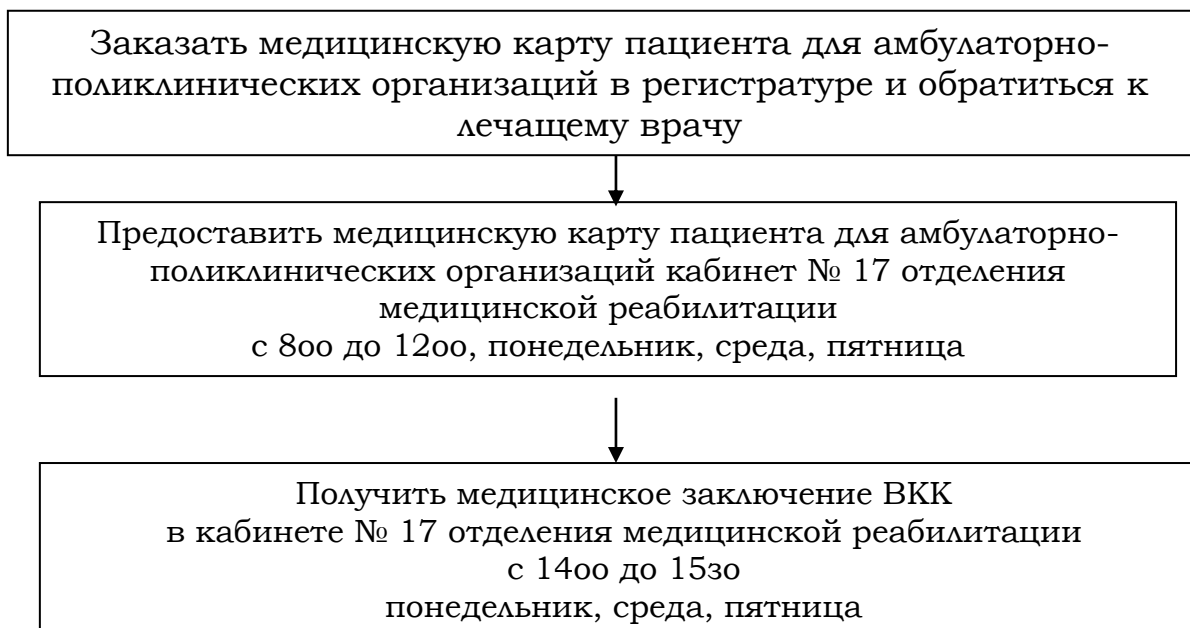 Заказать медицинскую карту пациента для амбулаторно-
поликлинических организаций в регистратуре и обратиться к
лечащему врачу
Предоставить медицинскую карту пациента для амбулаторно-
поликлинических организаций кабинет № 17 отделения
медицинской реабилитации
с 8оо до 12оо, понедельник, среда, пятница
Получить медицинское заключение ВКК
в кабинете № 17 отделения медицинской реабилитации
с 14оо до 15зо
понедельник, среда, пятница